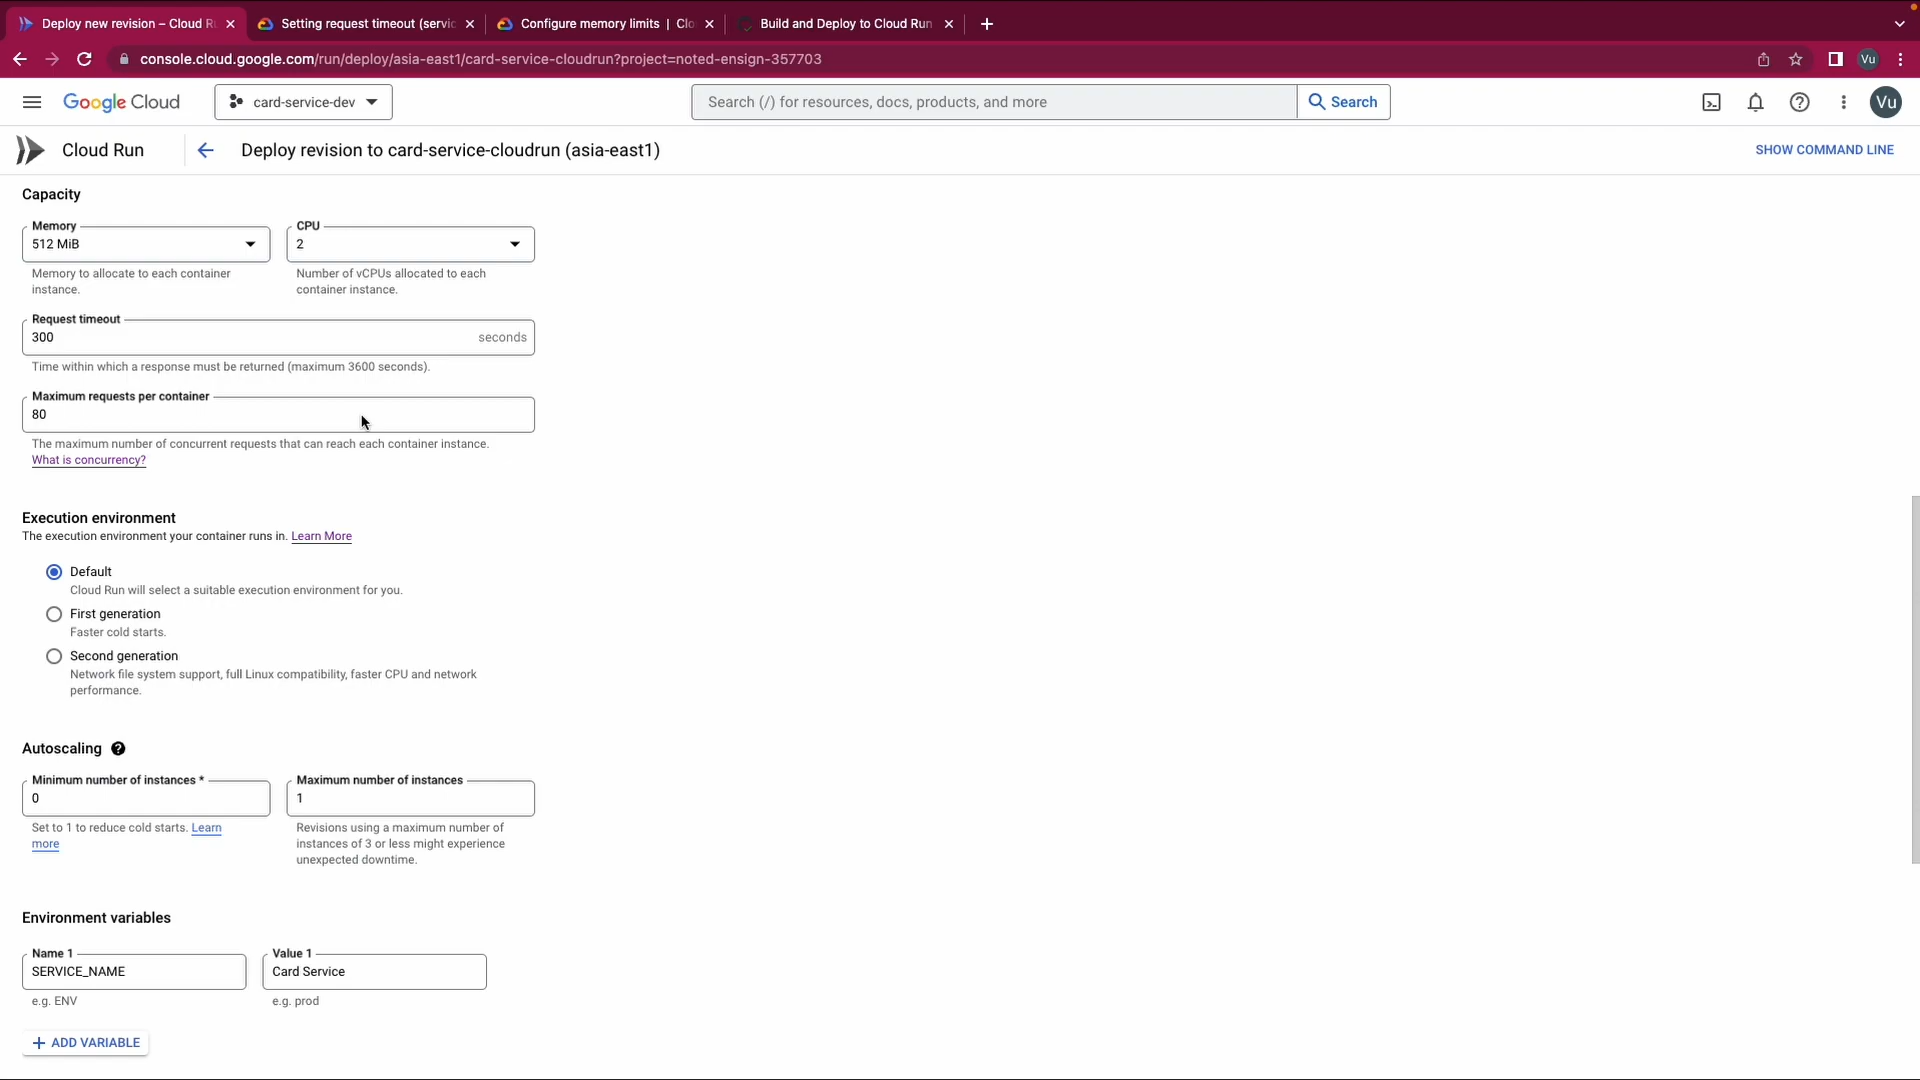 Deploy new revision – Cloud R
Setting request timeout (servic
Configure memory limits | Clo
Build and Deploy to Cloud Run
console.cloud.google.com/run/deploy/asia-east1/card-service-cloudrun?project=noted-ensign-357703
Vu
Google Cloud
card-service-dev
Search (/) for resources, docs, products, and more
Search
Vu
Cloud Run
Deploy revision to card-service-cloudrun (asia-east1)
SHOW COMMAND LINE
Capacity
Memory
512 MiB
Memory to allocate to each container
instance.
CPU
2
Number of vCPUs allocated to each
container instance.
Request timeout
300
seconds
Time within which a response must be returned (maximum 3600 seconds).
Maximum requests per container
80
The maximum number of concurrent requests that can reach each container instance.
What is concurrency?
Execution environment
The execution environment your container runs in. Learn More
Default
Cloud Run will select a suitable execution environment for you.
First generation
Faster cold starts.
Second generation
Network file system support, full Linux compatibility, faster CPU and network
performance.
Autoscaling
Minimum number of instances *
0
Set to 1 to reduce cold starts. Learn
more
Maximum number of instances
1
Revisions using a maximum number of
instances of 3 or less might experience
unexpected downtime.
Environment variables
Name 1
SERVICE_NAME
e.g. ENV
Value 1
Card Service
e.g. prod
ADD VARIABLE